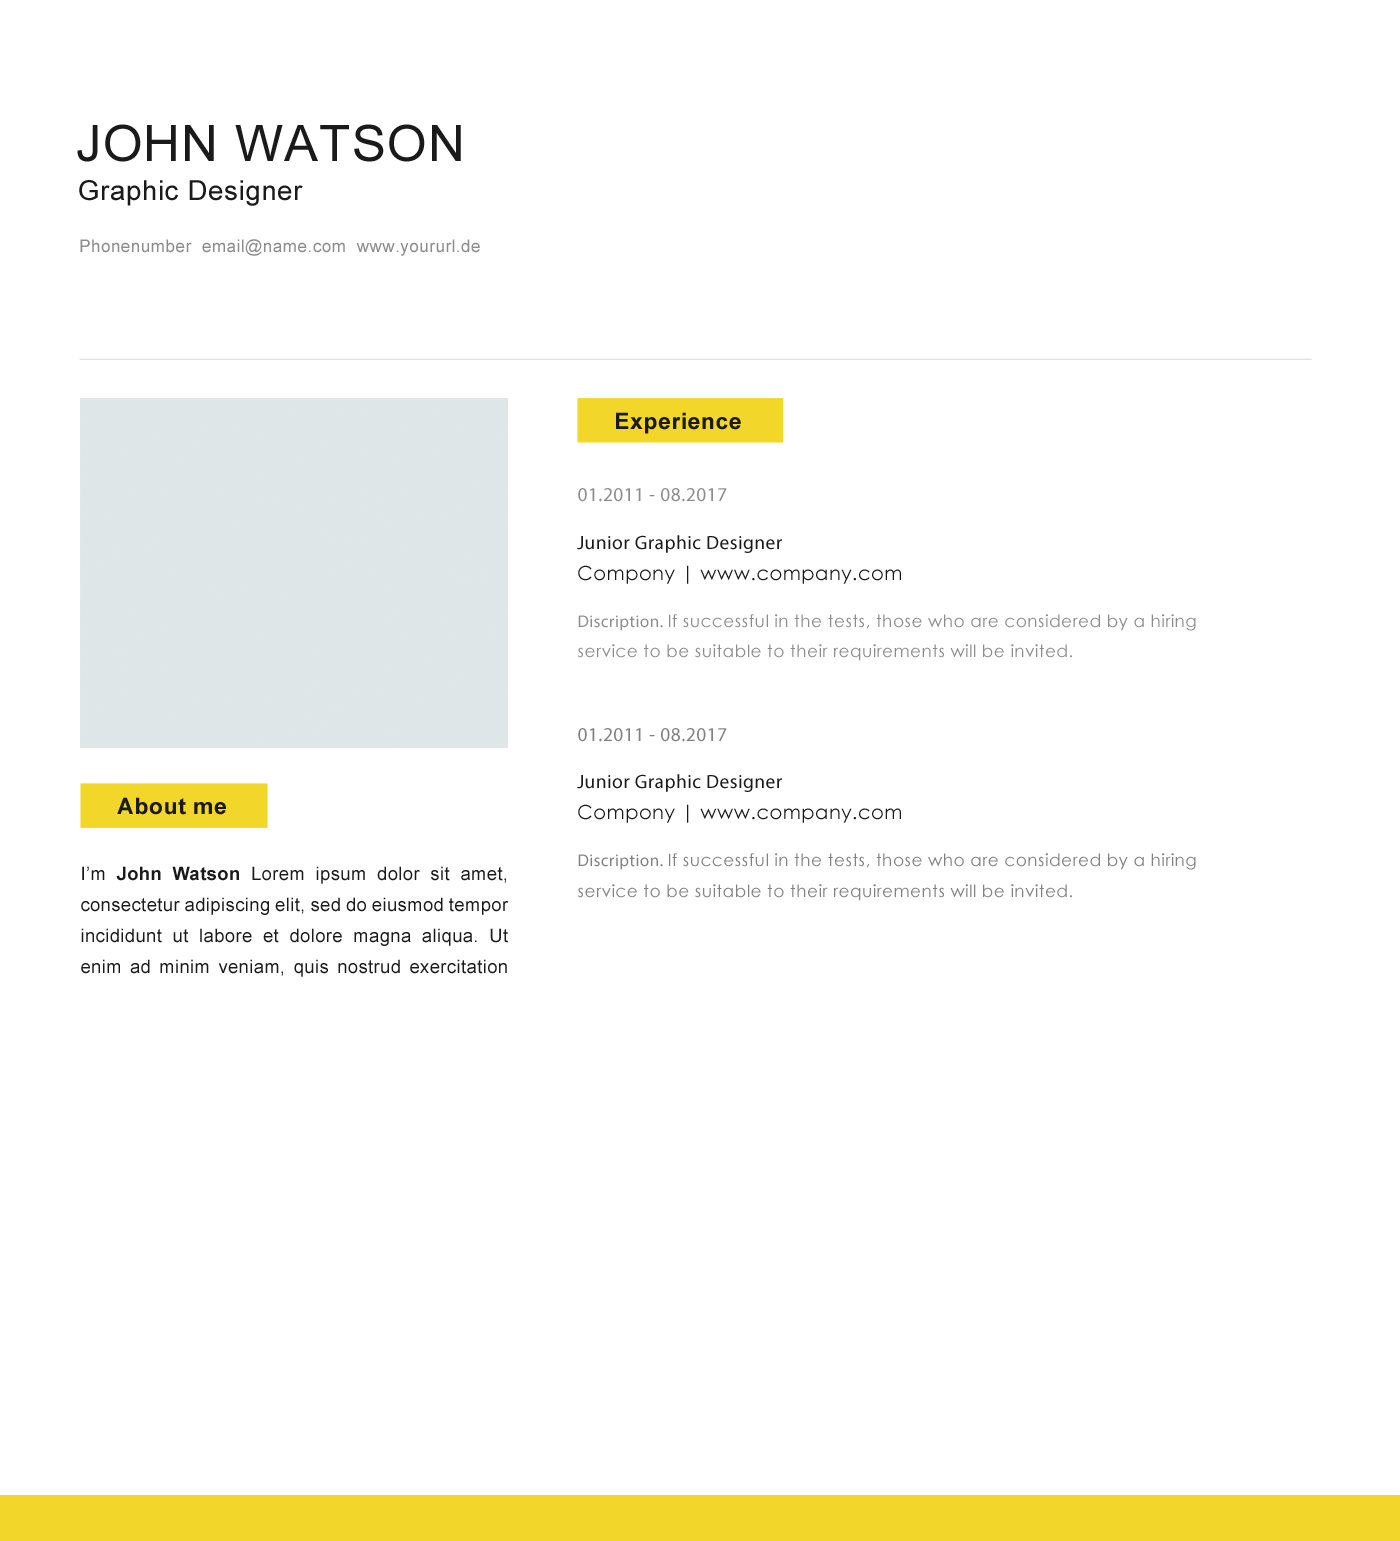 JOHN WATSON
Graphic Designer
Phonenumber email@name.com www.yoururl.de
About me
I’m John Watson Lorem ipsum dolor sit amet,
consectetur adipiscing elit, sed do eiusmod tempor
incididunt ut labore et dolore magna aliqua. Ut
enim ad minim veniam, quis nostrud exercitation
Experience
01.2011 - 08.2017
Junior Graphic Designer
Compony | www.company.com
Discription. If successful in the tests, those who are considered by a hiring
service to be suitable to their requirements will be invited.
01.2011 - 08.2017
Junior Graphic Designer
Compony | www.company.com
Discription. If successful in the tests, those who are considered by a hiring
service to be suitable to their requirements will be invited.